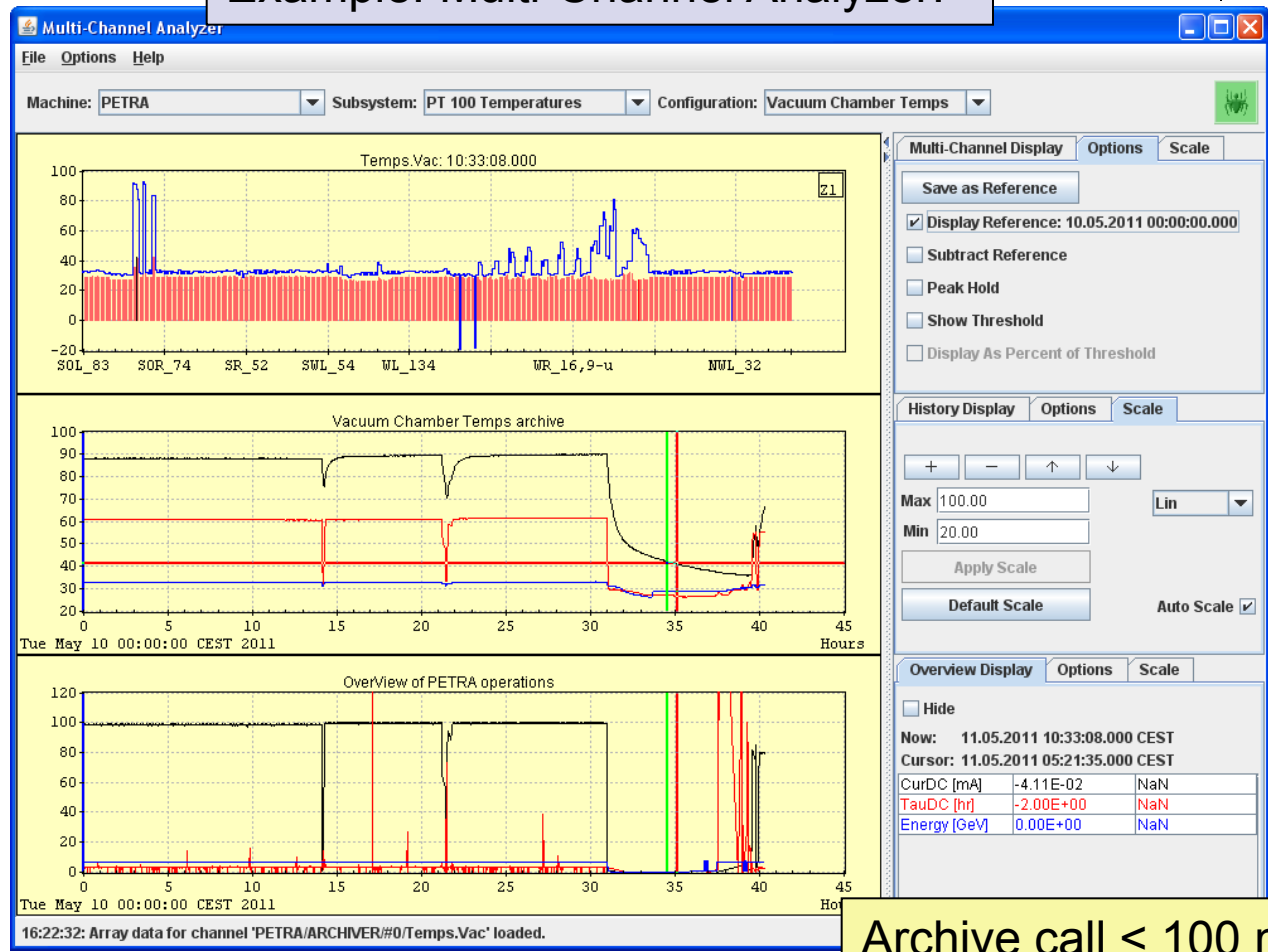 Example: Multi-Channel Analyzer:
Multi-Channel Analyzer
File Options Help
Machine: PETRA Subsystem: PT 100 Temperatures Configuration: Vacuum Chamber Temps
Temps.Vac: 10:33:08.000
Z1
100
80
60
40
20
0
-20
SOL_83 SOR_74 SR_52 SWL_54 WL_134 WR_16,9-u NWL_32
Vacuum Chamber Temps archive
100
90
80
70
60
50
40
30
20
0 5 10 15 20 25 30 35 40 45
Tue May 10 00:00:00 CEST 2011 Hours
OverView of PETRA operations
120
100
80
60
40
20
0
0 5 10 15 20 25 30 35 40 45
Tue May 10 00:00:00 CEST 2011
16:22:32: Array data for channel 'PETRA/ARCHIVER/#0/Temps.Vac' loaded.
Multi-Channel Display Options Scale
Save as Reference
Display Reference: 10.05.2011 00:00:00.000
Subtract Reference
Peak Hold
Show Threshold
Display As Percent of Threshold
History Display Options Scale
+ - ↑ ↓
Max 100.00 Lin
Min 20.00
Apply Scale
Default Scale Auto Scale
Overview Display Options Scale
Hide
Now: 11.05.2011 10:33:08.000 CEST
Cursor: 11.05.2011 05:21:35.000 CEST
CurDC [mA] -4.11E-02 NaN
TauDC [hr] -2.00E+00 NaN
Energy [GeV] 0.00E+00 NaN
Archive call < 100